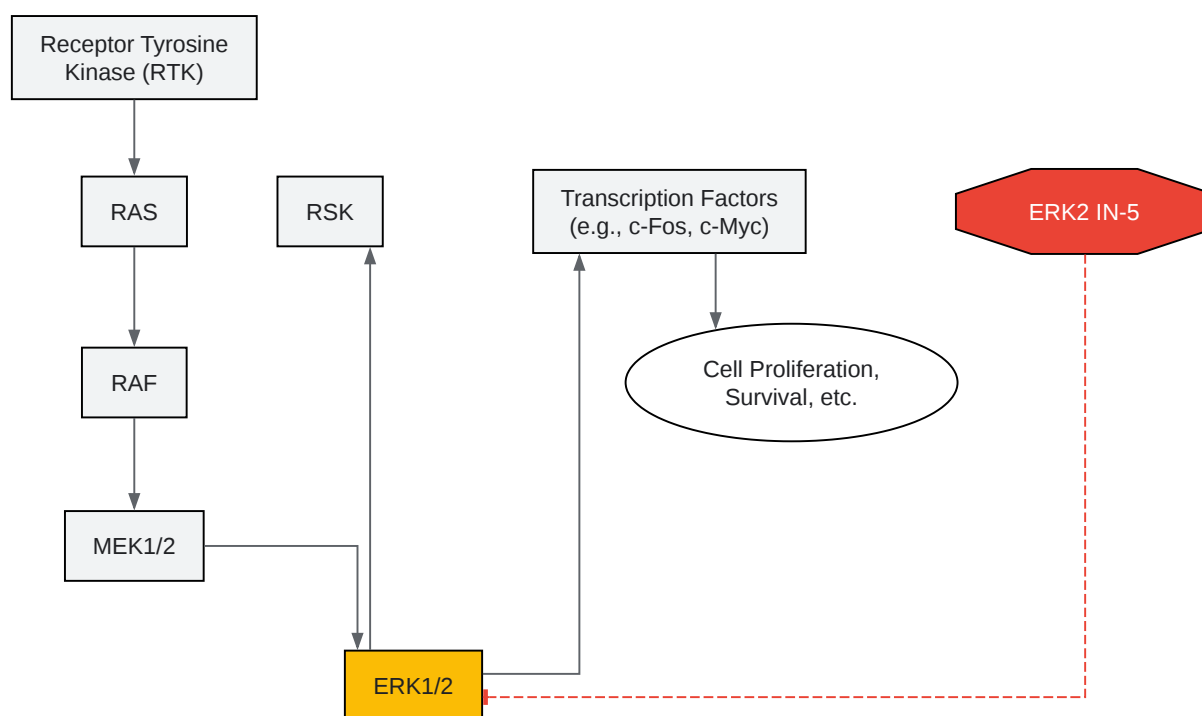 Receptor Tyrosine
Kinase (RTK)
RAS
RSK
Transcription Factors
(e.g., c-Fos, c-Myc)
ERK2 IN-5
RAF
Cell Proliferation,
Survival, etc.
MEK1/2
ERK1/2